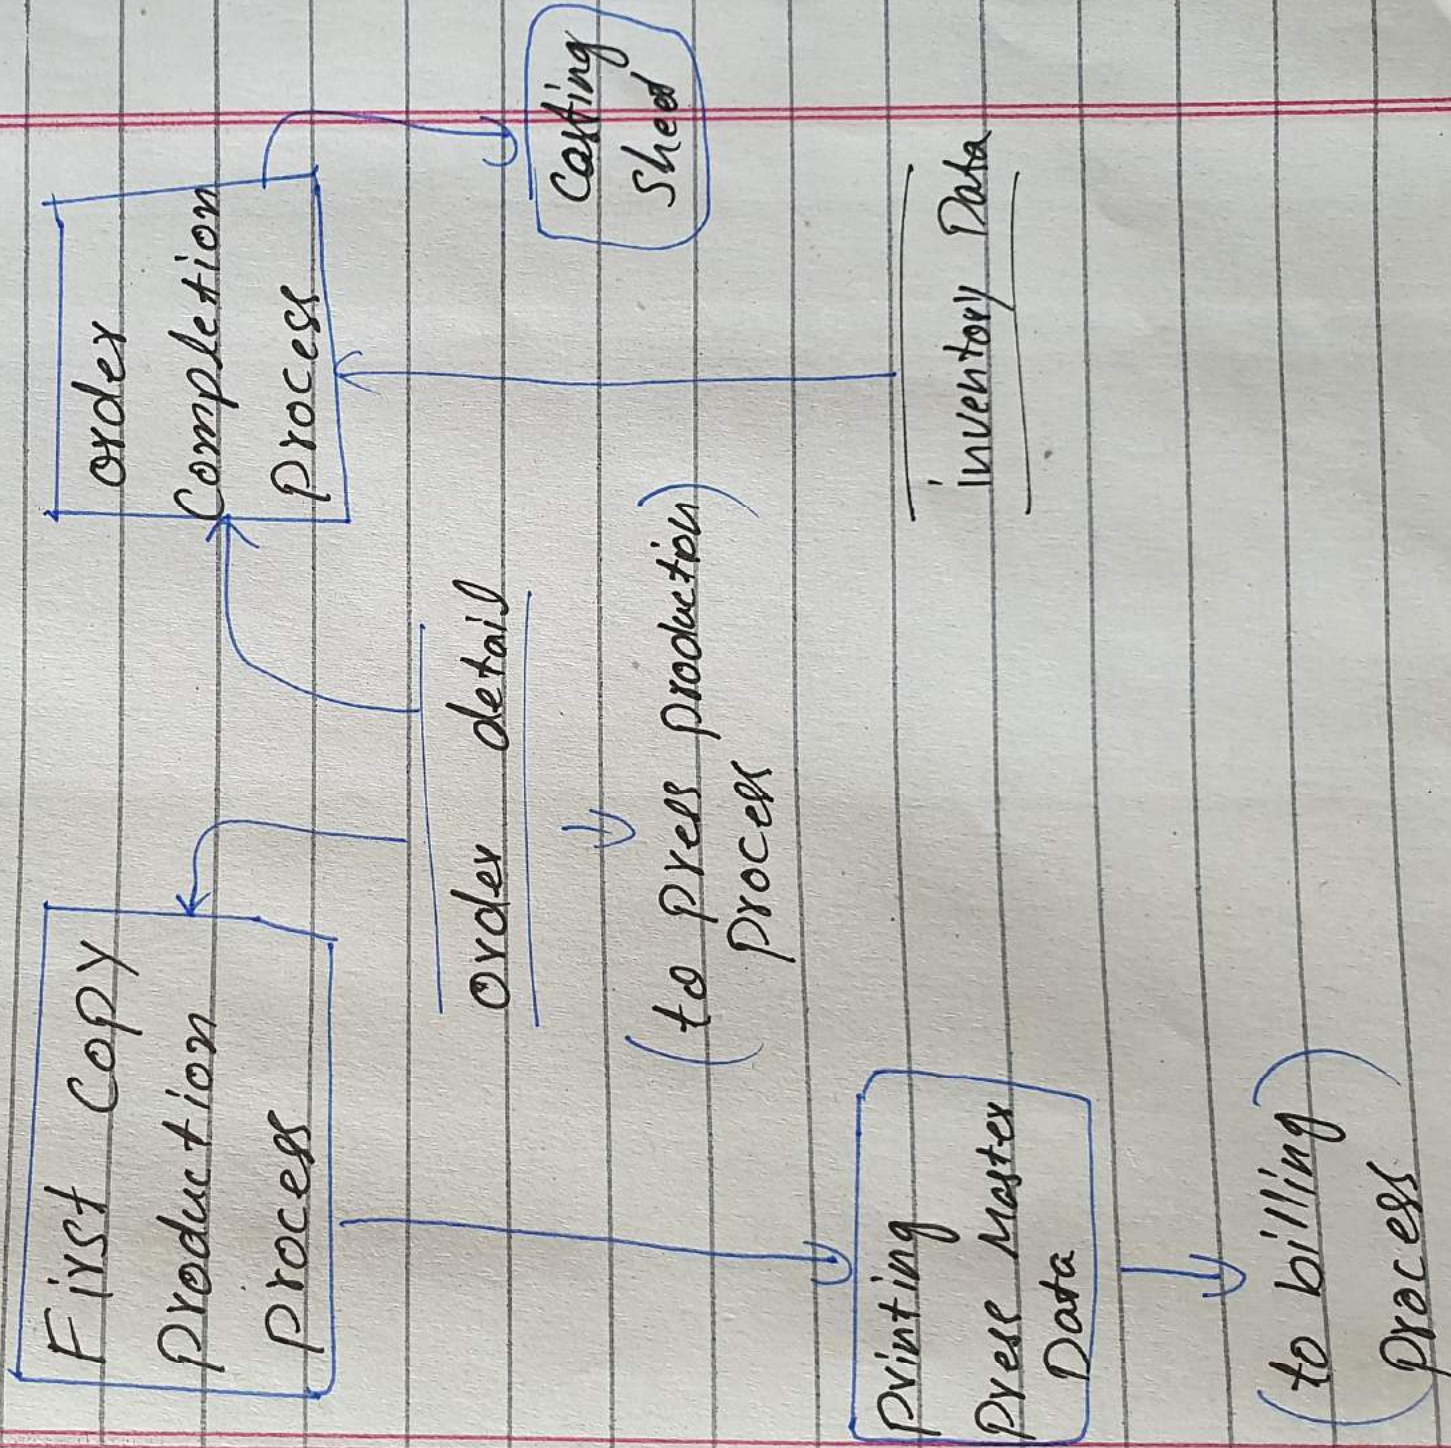 First Copy
Production
Process
order
Completion
Process
order detail
Costing
Sheet
(to press production)
process
Inventory Data
Printing
Press Master
Data
(to billing)
process